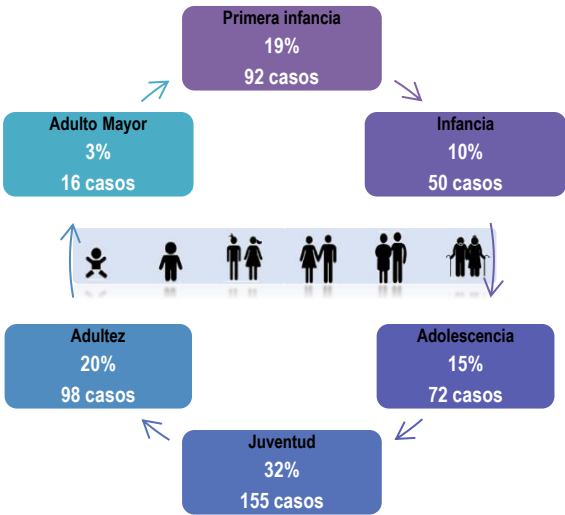 Primera infancia
19%
92 casos
Infancia
10%
50 casos
Adolescencia
15%
72 casos
Juventud
32%
155 casos
Adultez
20%
98 casos
Adulto Mayor
3%
16 casos